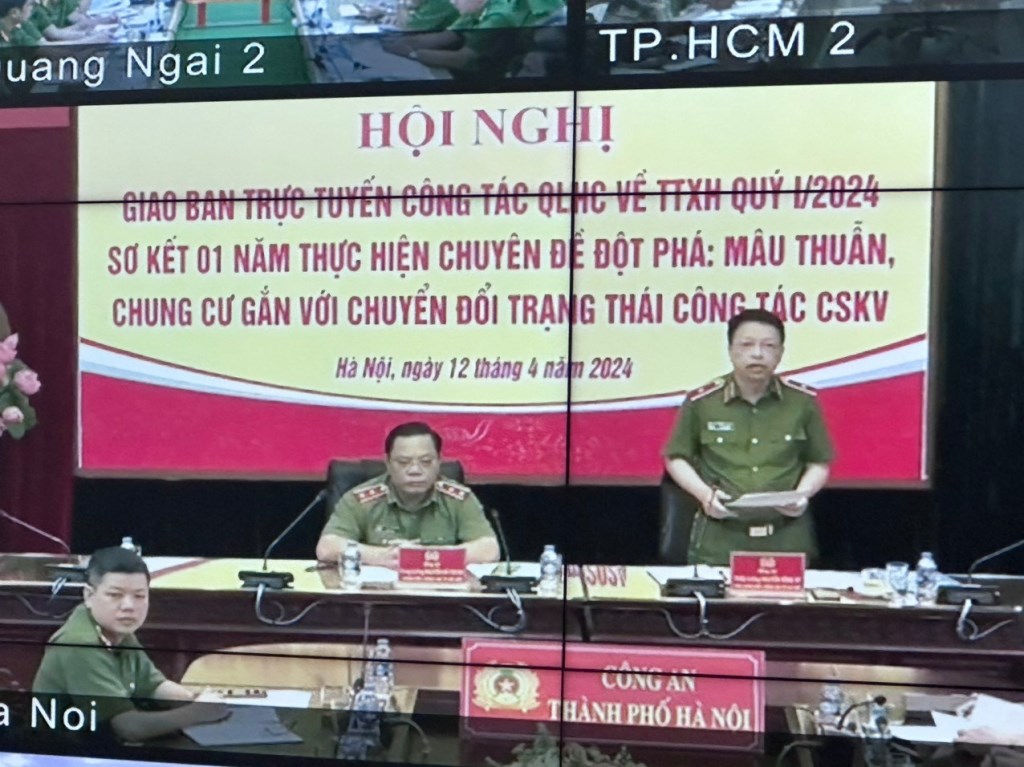 Quang Ngai 2
TP.HCM 2
HỘI NGHỊ
GIAO BAN TRỰC TUYẾN CÔNG TÁC QLHC VỀ TTXH QUÝ I/2024
SƠ KẾT 01 NĂM THỰC HIỆN CHUYÊN ĐỀ ĐỘT PHÁ: MÂU THUẪN,
CHUNG CƯ GẮN VỚI CHUYỂN ĐỔI TRẠNG THÁI CÔNG TÁC CSKV
Hà Nội, ngày 12 tháng 4 năm 2024
CÔNG AN
THÀNH PHỐ HÀ NỘI
a Noi